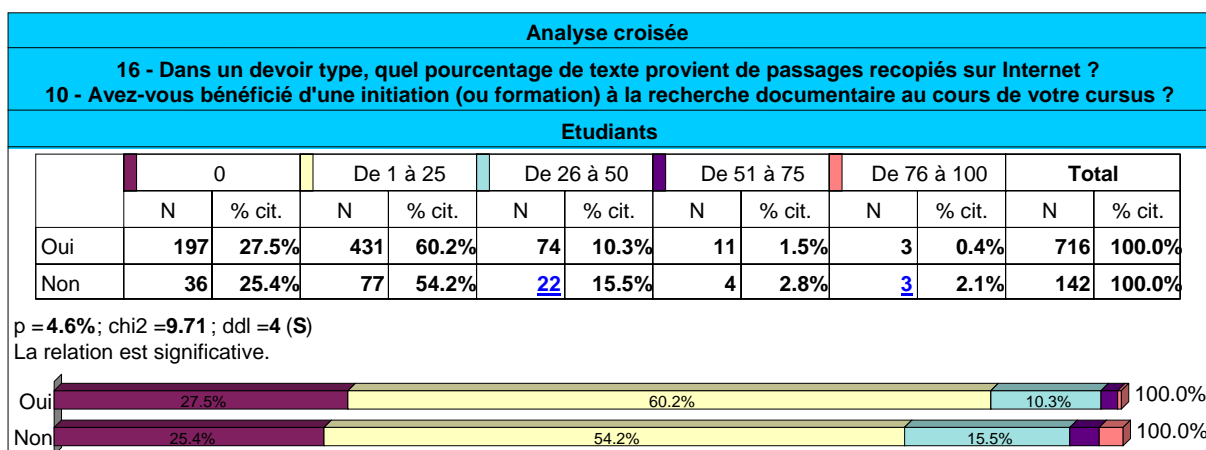 Analyse croisée
16 - Dans un devoir type, quel pourcentage de texte provient de passages recopiés sur Internet ?
10 - Avez-vous bénéficié d'une initiation (ou formation) à la recherche documentaire au cours de votre cursus ?
Etudiants
0 De 1 à 25 De 26 à 50 De 51 à 75 De 76 à 100 Total
N % cit. N % cit. N % cit. N % cit. N % cit. N % cit.
Oui 197 27.5% 431 60.2% 74 10.3% 11 1.5% 3 0.4% 716 100.0%
Non 36 25.4% 77 54.2% 22 15.5% 4 2.8% 3 2.1% 142 100.0%
p =4.6%; chi2 =9.71 ; ddl =4 (S)
La relation est significative.
Oui 27.5% 60.2% 10.3% 100.0%
Non 25.4% 54.2% 15.5% 100.0%